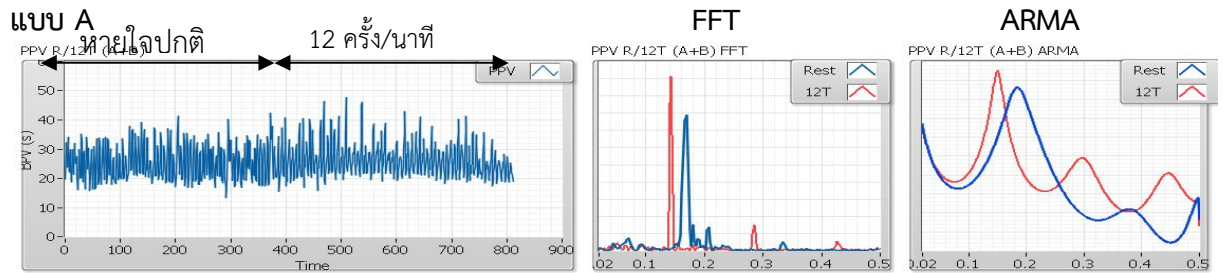 แบบ A
หายใจปกติ
12 ครั้ง/นาที
FFT
ARMA
PPV R/12T (A+B)
PPV
50
40
30
20
10
0
PPV (s)
0 100 200 300 400 500 600 700 800 900
Time
PPV R/12T (A+B) FFT
Rest
12T
0.02 0.1 0.2 0.3 0.4 0.5
PPV R/12T (A+B) ARMA
Rest
12T
0.02 0.1 0.2 0.3 0.4 0.5